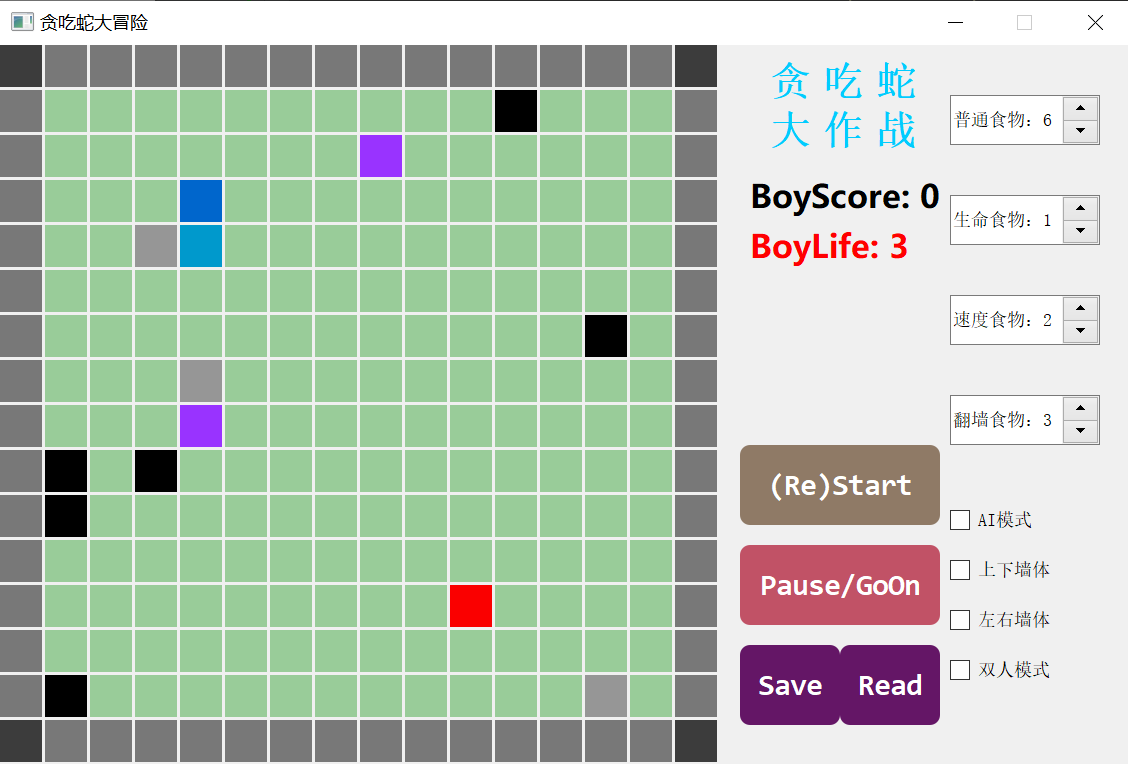 贪吃蛇大冒险
贪 吃 蛇
大 作 战
BoyScore: 0
BoyLife: 3
普通食物: 6
生命食物: 1
速度食物: 2
翻墙食物: 3
(Re)Start
Pause/GoOn
Save
Read
AI模式
上下墙体
左右墙体
双人模式